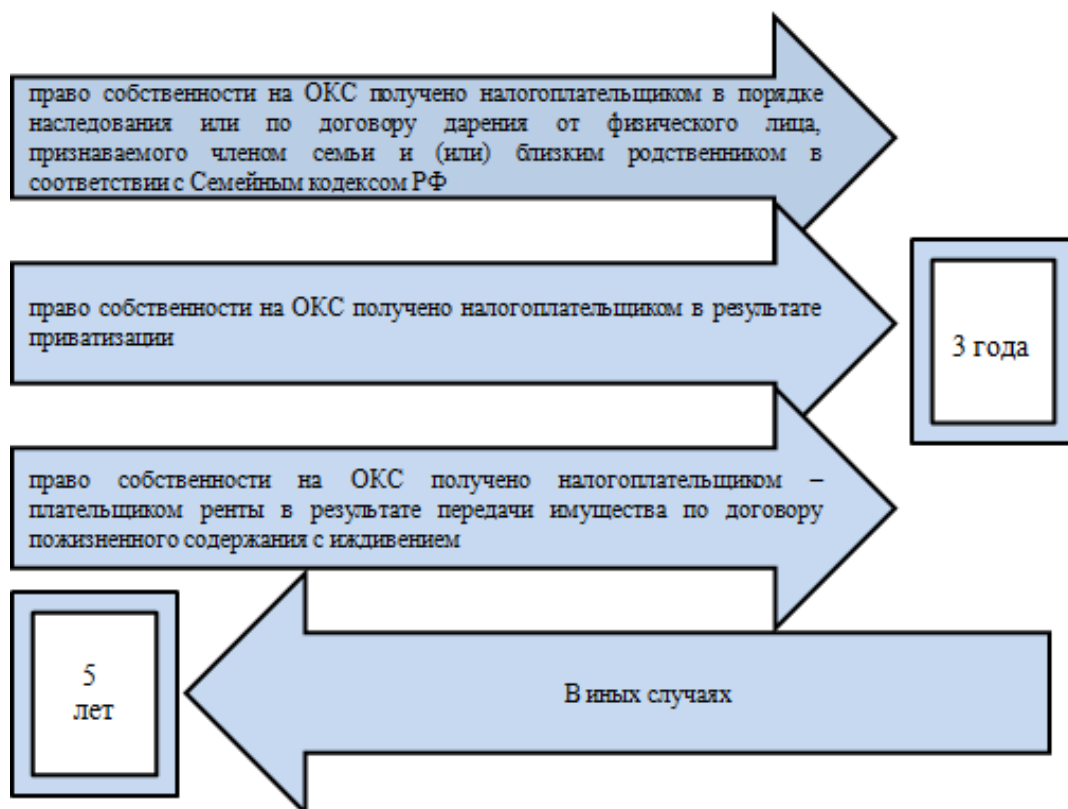 право собственности на ОКС получено налогоплательщиком в порядке
наследования или по договору дарения от физического лица,
признаваемого членом семьи и (или) близким родственником в
соответствии с Семейным кодексом РФ
право собственности на ОКС получено налогоплательщиком в результате
приватизации
3 года
право собственности на ОКС получено налогоплательщиком –
плательщиком ренты в результате передачи имущества по договору
пожизненного содержания с иждивением
5
лет
В иных случаях